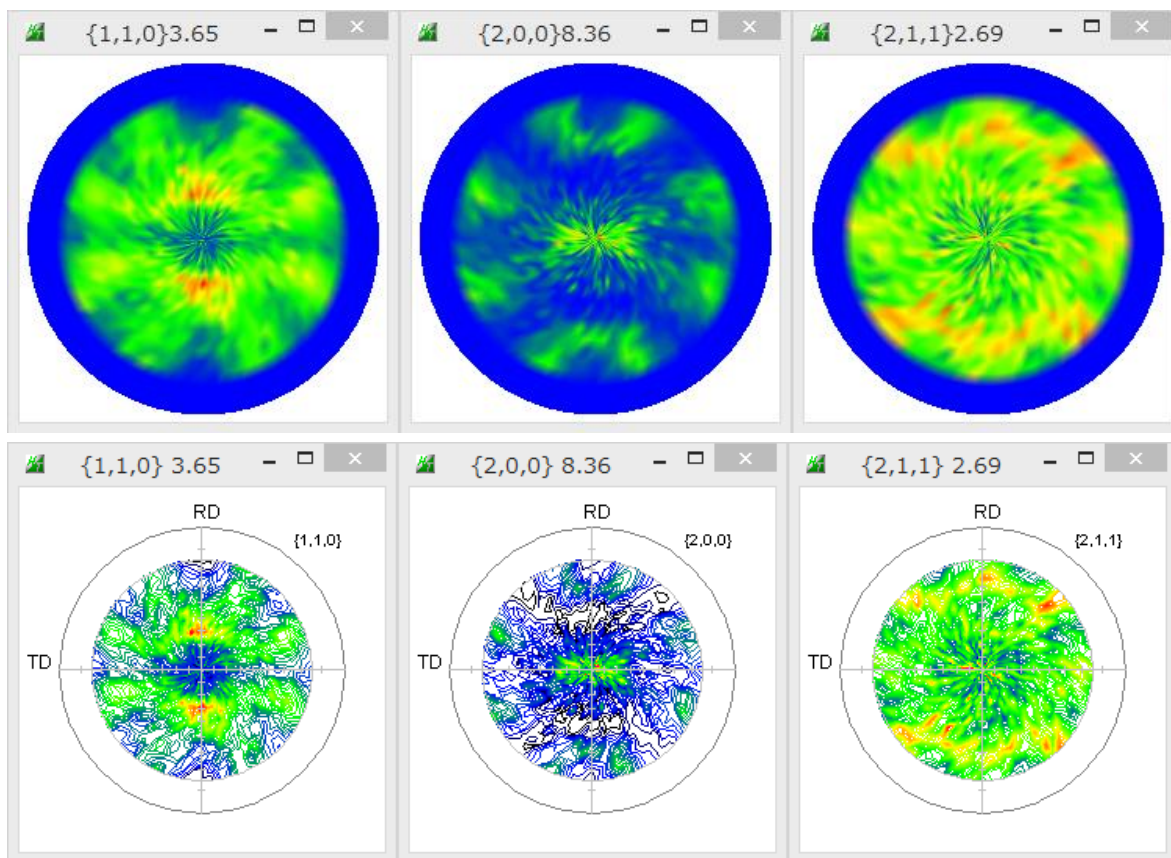 {1,1,0}3.65
{2,0,0}8.36
{2,1,1}2.69
{1,1,0} 3.65
{2,0,0} 8.36
{2,1,1} 2.69
RD
{1,1,0}
TD
RD
{2,0,0}
TD
RD
{2,1,1}
TD